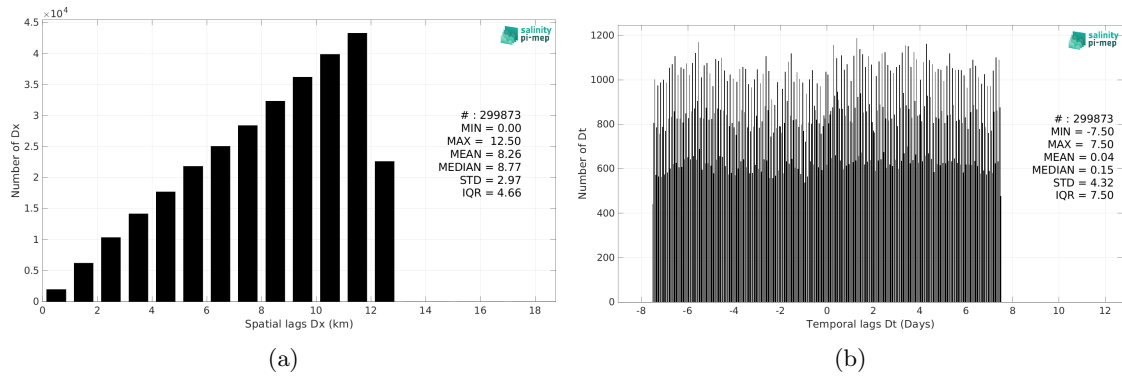 ×10⁴
4.5
4
3.5
3
2.5
2
1.5
1
0.5
0
Number of Dx
0 2 4 6 8 10 12 14 16 18
Spatial lags Dx (km)
salinity
pi-mep
# : 299873
MIN = 0.00
MAX = 12.50
MEAN = 8.26
MEDIAN = 8.77
STD = 2.97
IQR = 4.66
(a)
1200
1000
800
600
400
200
0
Number of Dt
-8 -6 -4 -2 0 2 4 6 8 10 12
Temporal lags Dt (Days)
salinity
pi-mep
# : 299873
MIN = -7.50
MAX = 7.50
MEAN = 0.04
MEDIAN = 0.15
STD = 4.32
IQR = 7.50
(b)